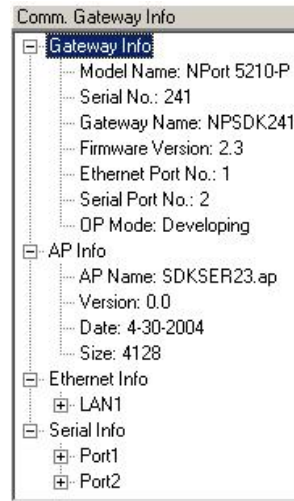 Comm. Gateway Info
Gateway Info
Model Name: NPort 5210-P
Serial No.: 241
Gateway Name: NPSDK241
Firmware Version: 2.3
Ethernet Port No.: 1
Serial Port No.: 2
OP Mode: Developing
AP Info
AP Name: SDKSER23.ap
Version: 0.0
Date: 4-30-2004
Size: 4128
Ethernet Info
LAN1
Serial Info
Port1
Port2